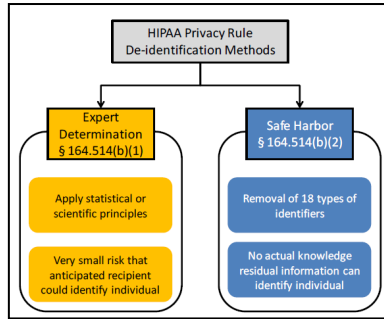 HIPAA Privacy Rule
De-identification Methods
Expert
Determination
§ 164.514(b)(1)
Apply statistical or
scientific principles
Very small risk that
anticipated recipient
could identify individual
Safe Harbor
§ 164.514(b)(2)
Removal of 18 types of
identifiers
No actual knowledge
residual information can
identify individual